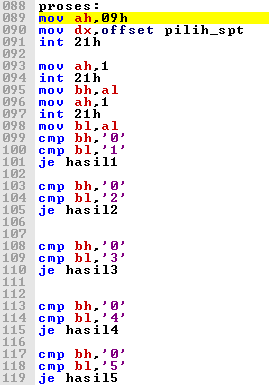 088 proses:
089 mov ah,09h
090 mov dx,offset pilih_spt
091 int 21h
092
093 mov ah,1
094 int 21h
095 mov bh,al
096 mov ah,1
097 int 21h
098 mov bl,al
099 cmp bh,'0'
100 cmp bl,'1'
101 je hasil1
102
103 cmp bh,'0'
104 cmp bl,'2'
105 je hasil2
106
107
108 cmp bh,'0'
109 cmp bl,'3'
110 je hasil3
111
112
113 cmp bh,'0'
114 cmp bl,'4'
115 je hasil4
116
117 cmp bh,'0'
118 cmp bl,'5'
119 je hasil5